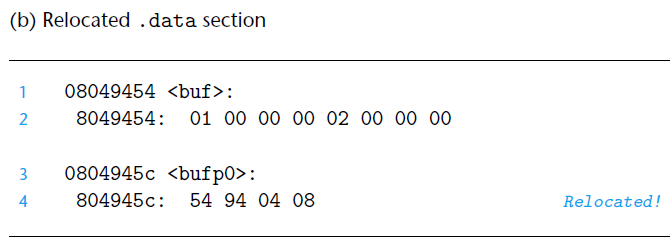 (b) Relocated .data section
1 08049454 <buf>:
2 8049454: 01 00 00 00 02 00 00 00
3 0804945c <bufp0>:
4 804945c: 54 94 04 08 Relocated!